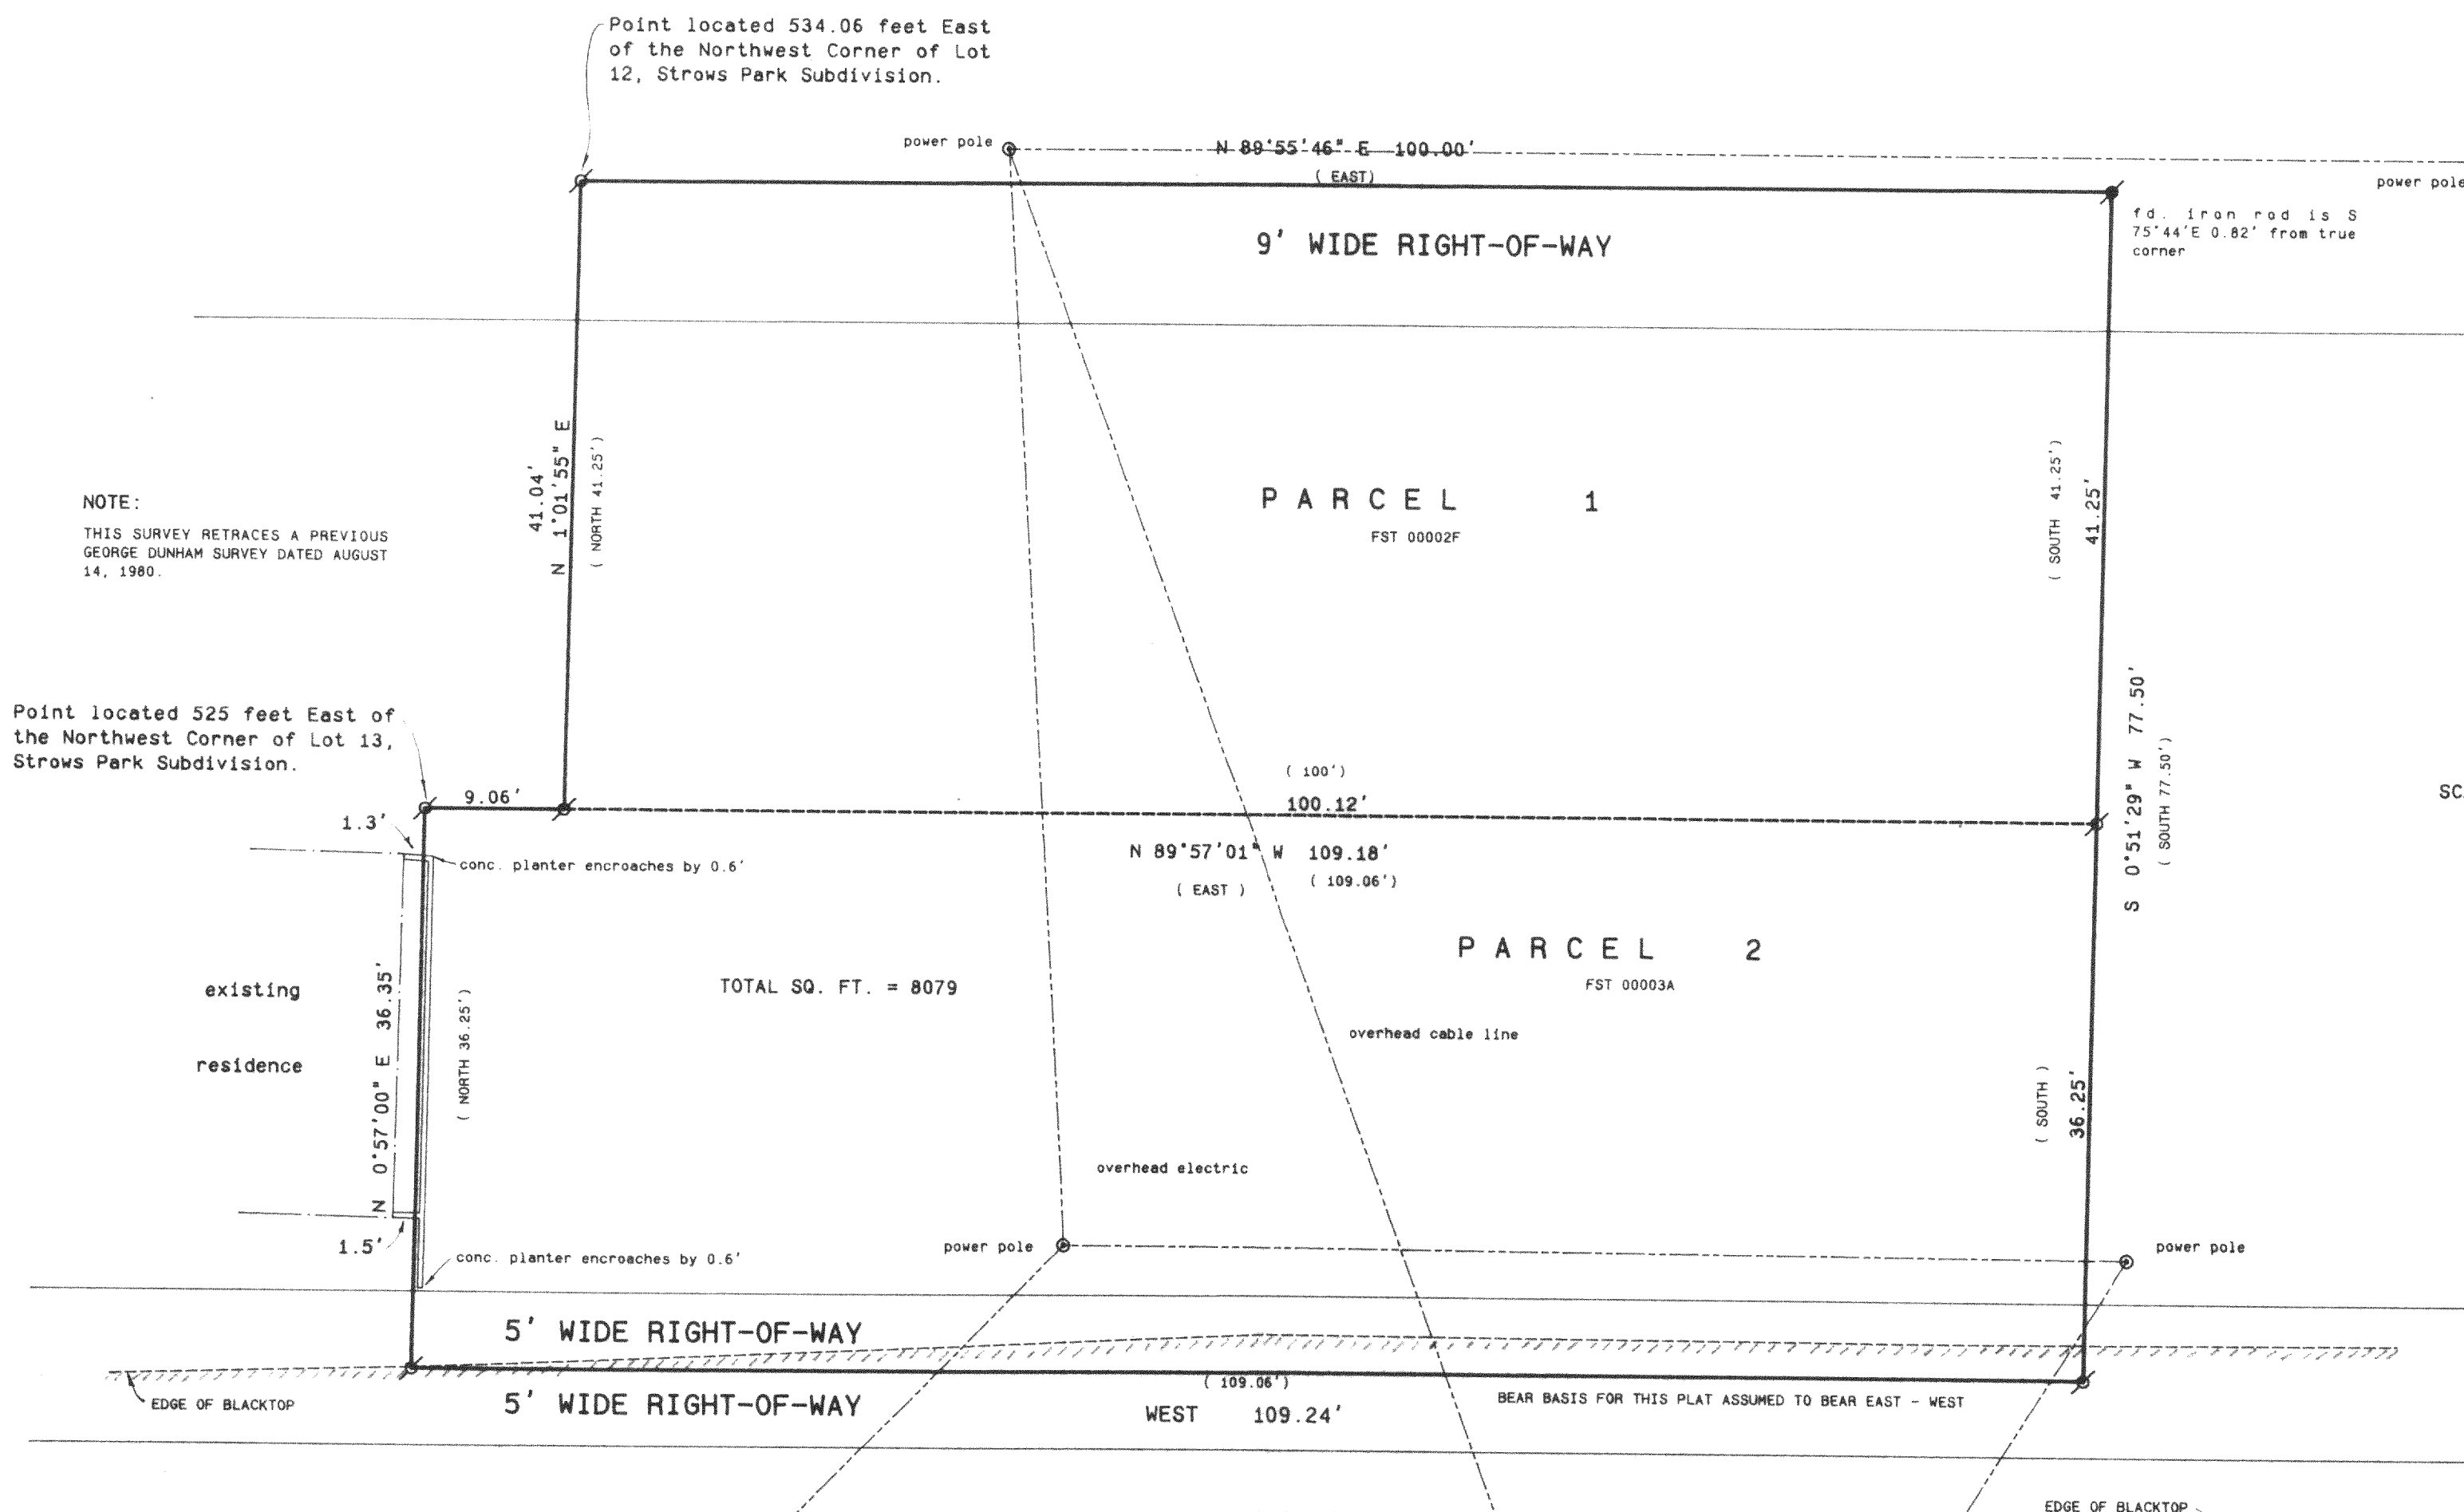 Point located 534.06 feet East
of the Northwest Corner of Lot
12, Strows Park Subdivision.
power pole
N 89°55'46" E 100.00'
( EAST)
power pole
fd. iron rod is S
75°44'E 0.82' from true
corner
9' WIDE RIGHT-OF-WAY
41.04'
N 1°01'55" E
( NORTH 41.25')
( SOUTH 41.25')
41.25'
PARCEL 1
FST 00002F
NOTE:
THIS SURVEY RETRACES A PREVIOUS
GEORGE DUNHAM SURVEY DATED AUGUST
14, 1980.
S 0°51'29" W 77.50'
( SOUTH 77.50')
Point located 525 feet East of
the Northwest Corner of Lot 13,
Strows Park Subdivision.
9.06'
( 100')
100.12'
SC
1.3'
conc. planter encroaches by 0.6'
N 89°57'01" W 109.18'
( EAST ) ( 109.06')
PARCEL 2
FST 00003A
TOTAL SQ. FT. = 8079
existing
residence
N 0°57'00" E 36.35'
( NORTH 36.25')
overhead cable line
( SOUTH )
36.25'
overhead electric
1.5'
conc. planter encroaches by 0.6'
power pole
power pole
5' WIDE RIGHT-OF-WAY
EDGE OF BLACKTOP
5' WIDE RIGHT-OF-WAY
( 109.06')
WEST 109.24'
BEAR BASIS FOR THIS PLAT ASSUMED TO BEAR EAST - WEST
EDGE OF BLACKTOP